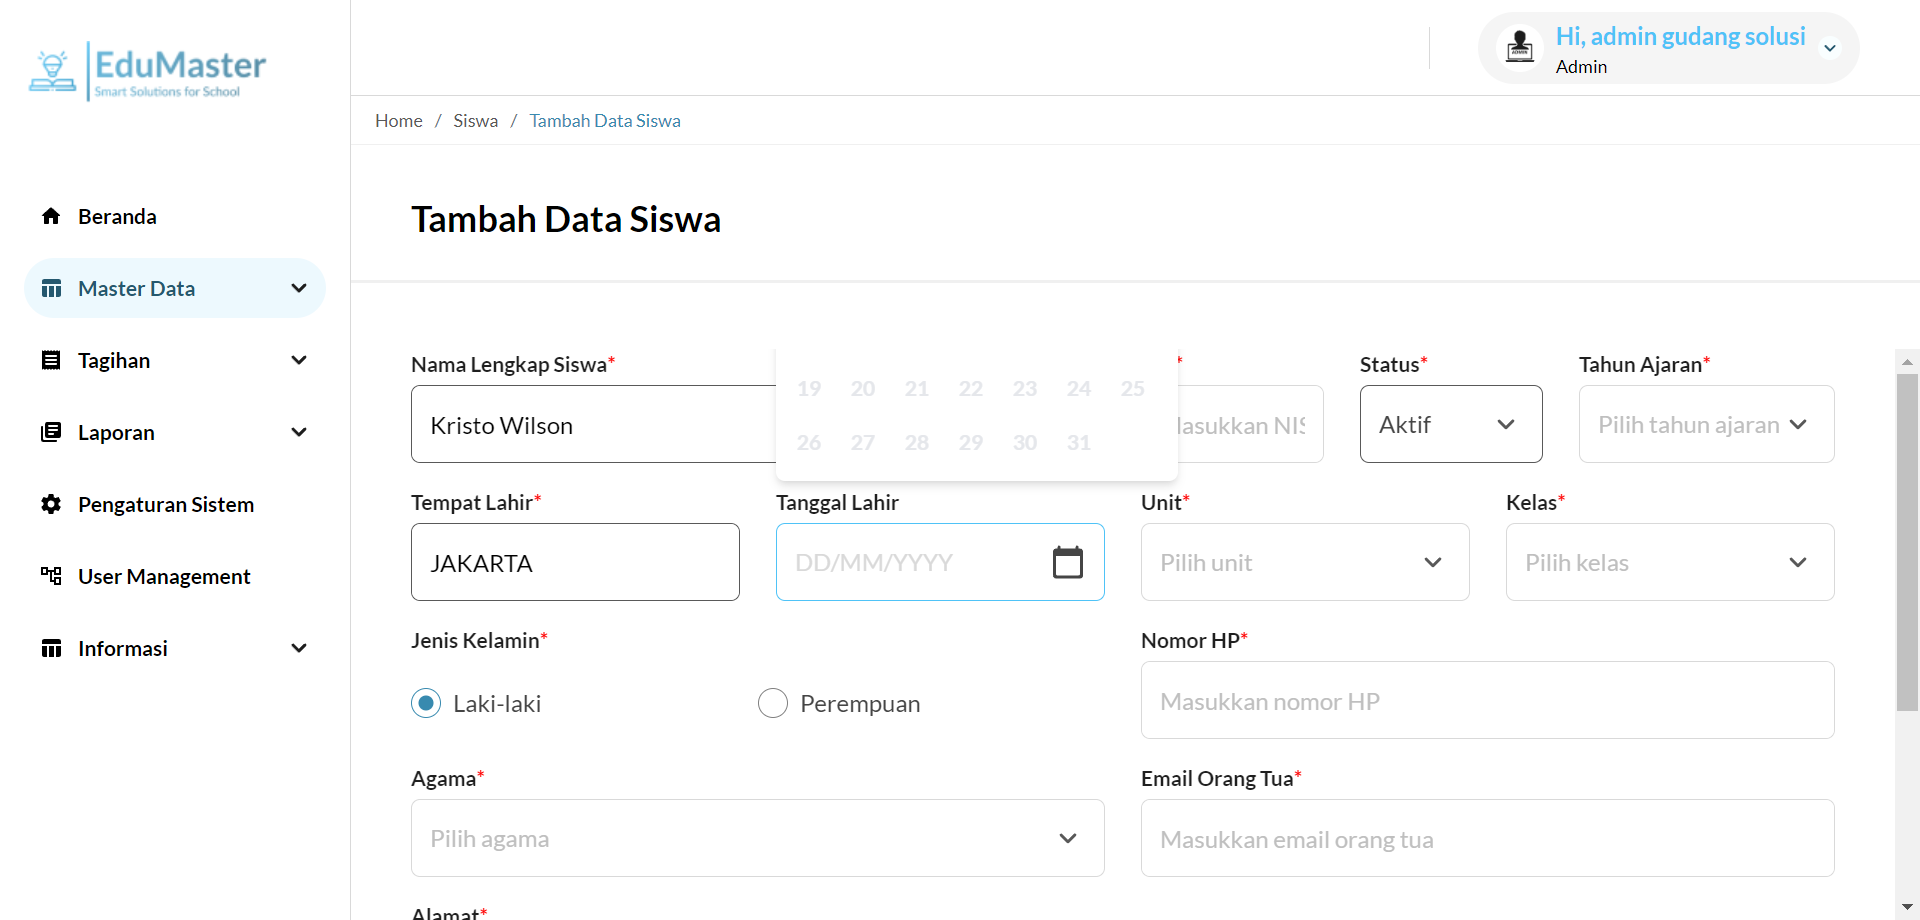 EduMaster
Smart Solutions for School
Hi, admin gudang solusi
Admin
Home / Siswa / Tambah Data Siswa
Beranda
Master Data
Tagihan
Laporan
Pengaturan Sistem
User Management
Informasi
Tambah Data Siswa
Nama Lengkap Siswa* * Status* Tahun Ajaran*
Kristo Wilson
19 20 21 22 23 24 25
26 27 28 29 30 31
asukkan NIS
Aktif
Pilih tahun ajaran
Tempat Lahir* Tanggal Lahir Unit* Kelas*
JAKARTA DD/MM/YYYY Pilih unit Pilih kelas
Jenis Kelamin* Nomor HP*
Laki-laki Perempuan Masukkan nomor HP
Agama* Email Orang Tua*
Pilih agama Masukkan email orang tua
Alamat*